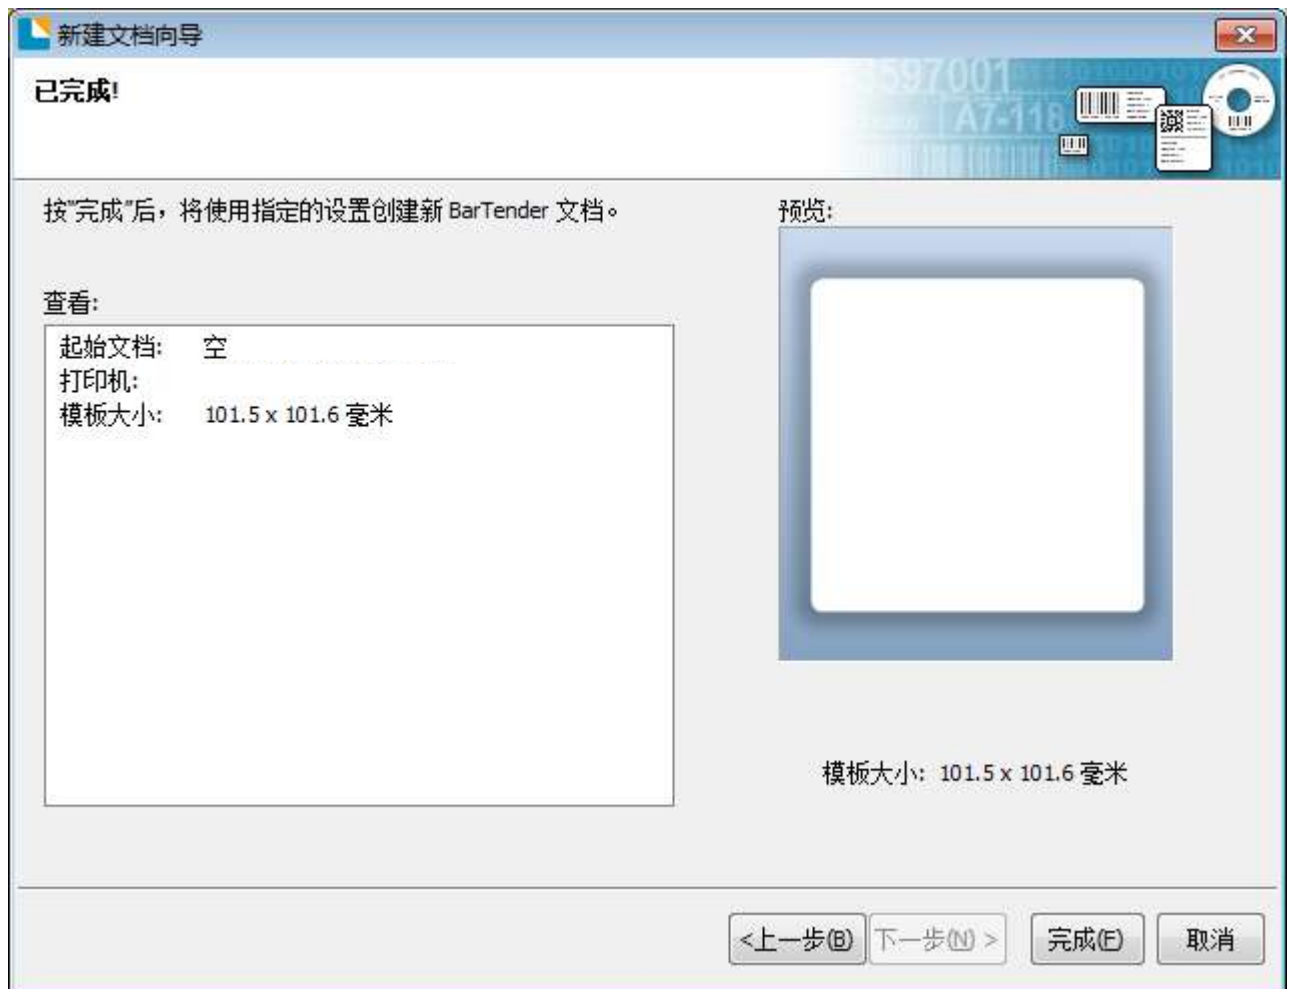 新建文档向导
已完成!
3597001
A7-118
按"完成"后，将使用指定的设置创建新 BarTender 文档。
预览:
查看:
起始文档: 空
打印机:
模板大小: 101.5 x 101.6 毫米
模板大小: 101.5 x 101.6 毫米
<上一步(B) 下一步(N) > 完成(F) 取消